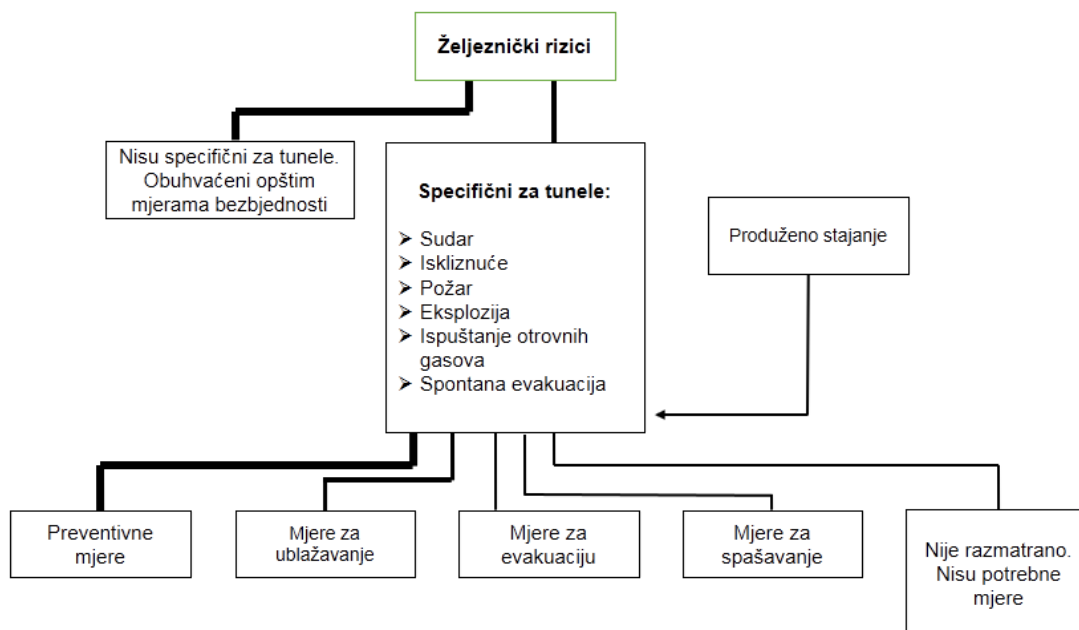 Željeznički rizici
Nisu specifični za tunele.
Obuhvaćeni opštim
mjerama bezbjednosti
Specifični za tunele:
➤ Sudar
➤ Iskliznuće
➤ Požar
➤ Eksplozija
➤ Ispuštanje otrovnih
gasova
➤ Spontana evakuacija
Produženo stajanje
Preventivne
mjere
Mjere za
ublažavanje
Mjere za
evakuaciju
Mjere za
spašavanje
Nije razmatrano.
Nisu potrebne
mjere